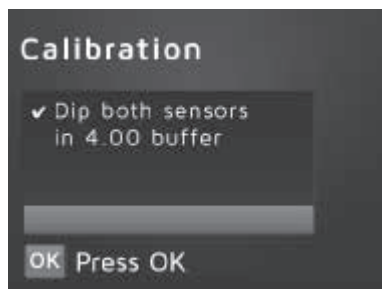 Calibration
✔ Dip both sensors
in 4.00 buffer
OK Press OK